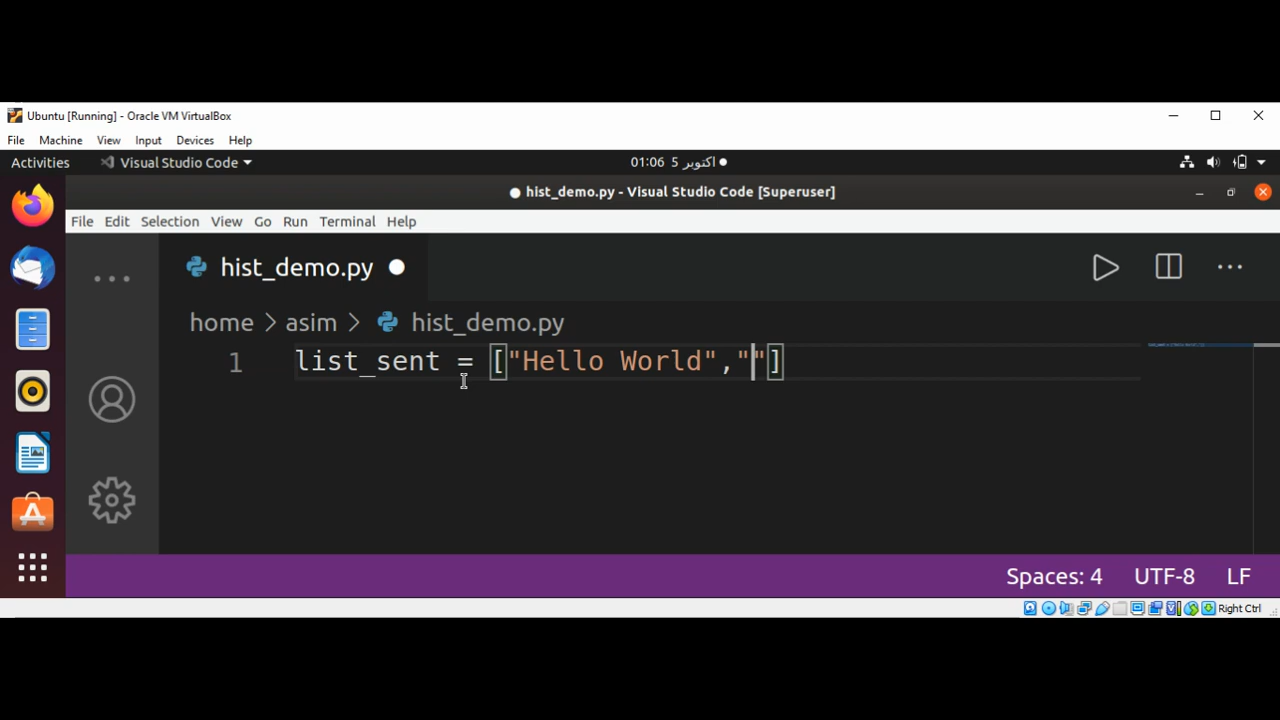 Ubuntu [Running] - Oracle VM VirtualBox
File Machine View Input Devices Help
Activities Visual Studio Code 01:06 5 اکتوبر
hist_demo.py - Visual Studio Code [Superuser]
File Edit Selection View Go Run Terminal Help
hist_demo.py
home > asim > hist_demo.py
1 list_sent = ["Hello World",""]
Spaces: 4 UTF-8 LF
Right Ctrl